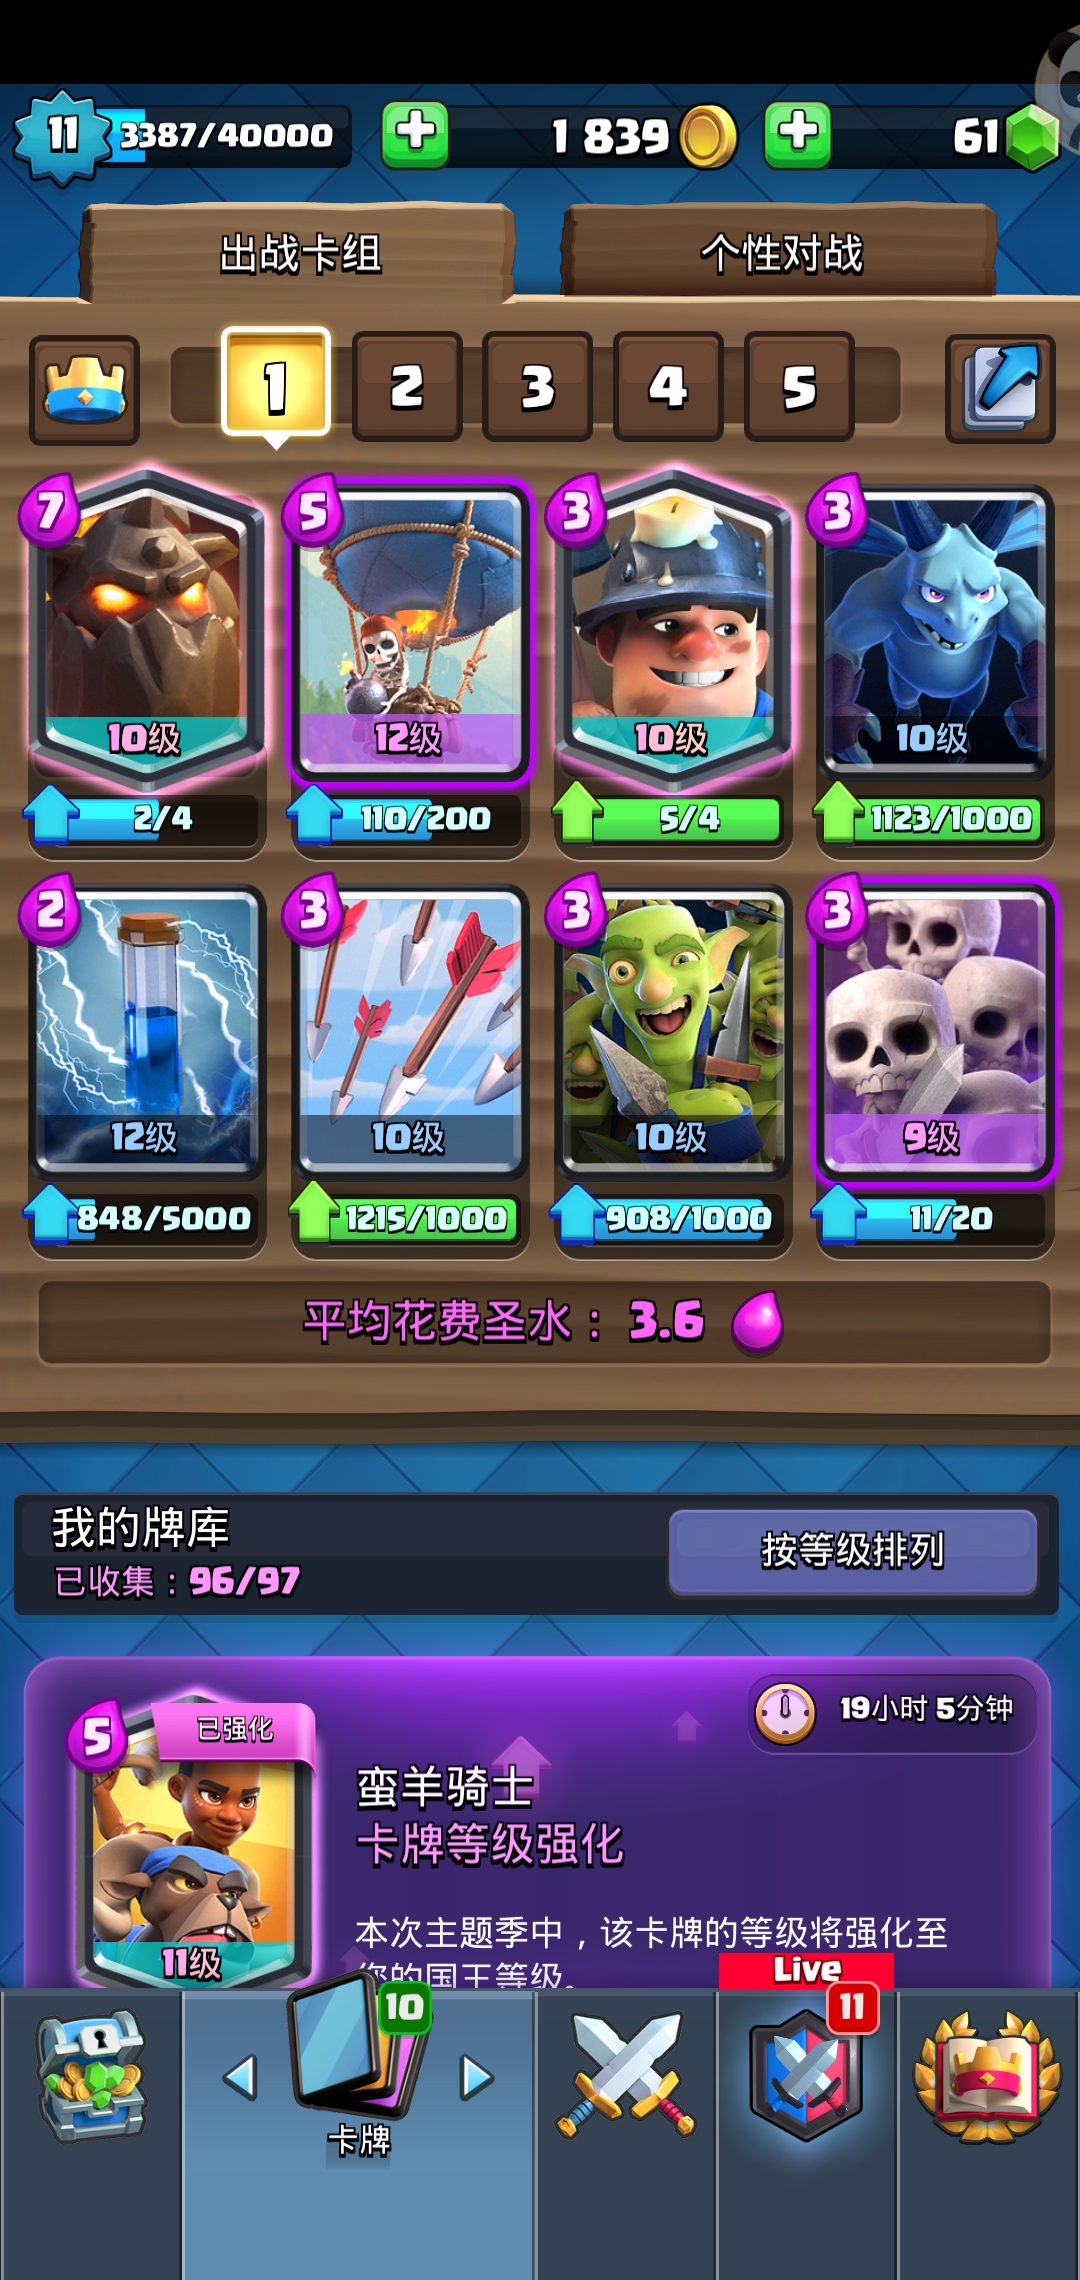 11 3387/40000 1 839 61
出战卡组 个性对战
1 2 3 4 5
7 5 3 3
10级 12级 10级 10级
2/4 110/200 5/4 1123/1000
2 3 3 3
12级 10级 10级 9级
848/5000 1215/1000 908/1000 11/20
平均花费圣水： 3.6
我的牌库
已收集：96/97
按等级排列
19小时 5分钟
5 已强化
蛮羊骑士
卡牌等级强化
本次主题季中，该卡牌的等级将强化至
您的国王等级。
11级
Live
10 11
卡牌